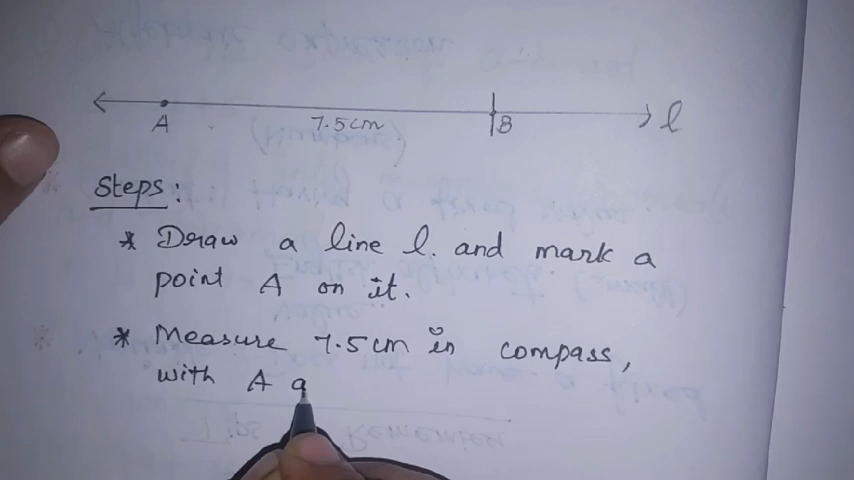 A 7.5cm B l
Steps:
* Draw a line l. and mark a
point A on it.
* Measure 7.5cm in compass,
with A a